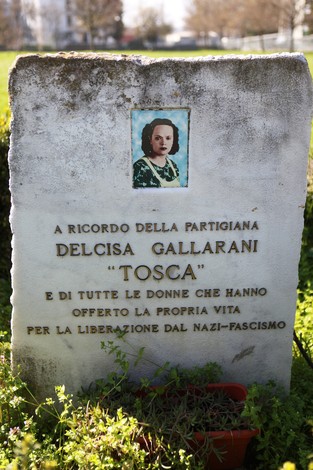 A RICORDO DELLA PARTIGIANA
DELCISA GALLARANI
"TOSCA"
E DI TUTTE LE DONNE CHE HANNO
OFFERTO LA PROPRIA VITA
PER LA LIBERAZIONE DAL NAZI-FASCISMO